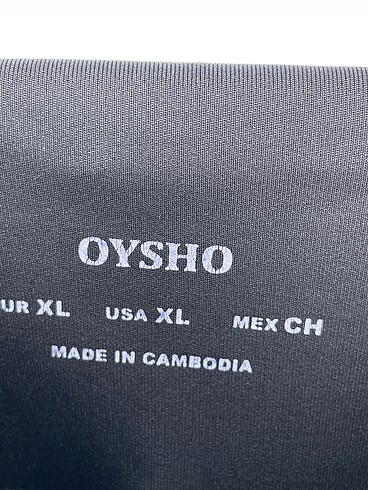 OYSHO
UR XL USA XL MEX CH
MADE IN CAMBODIA